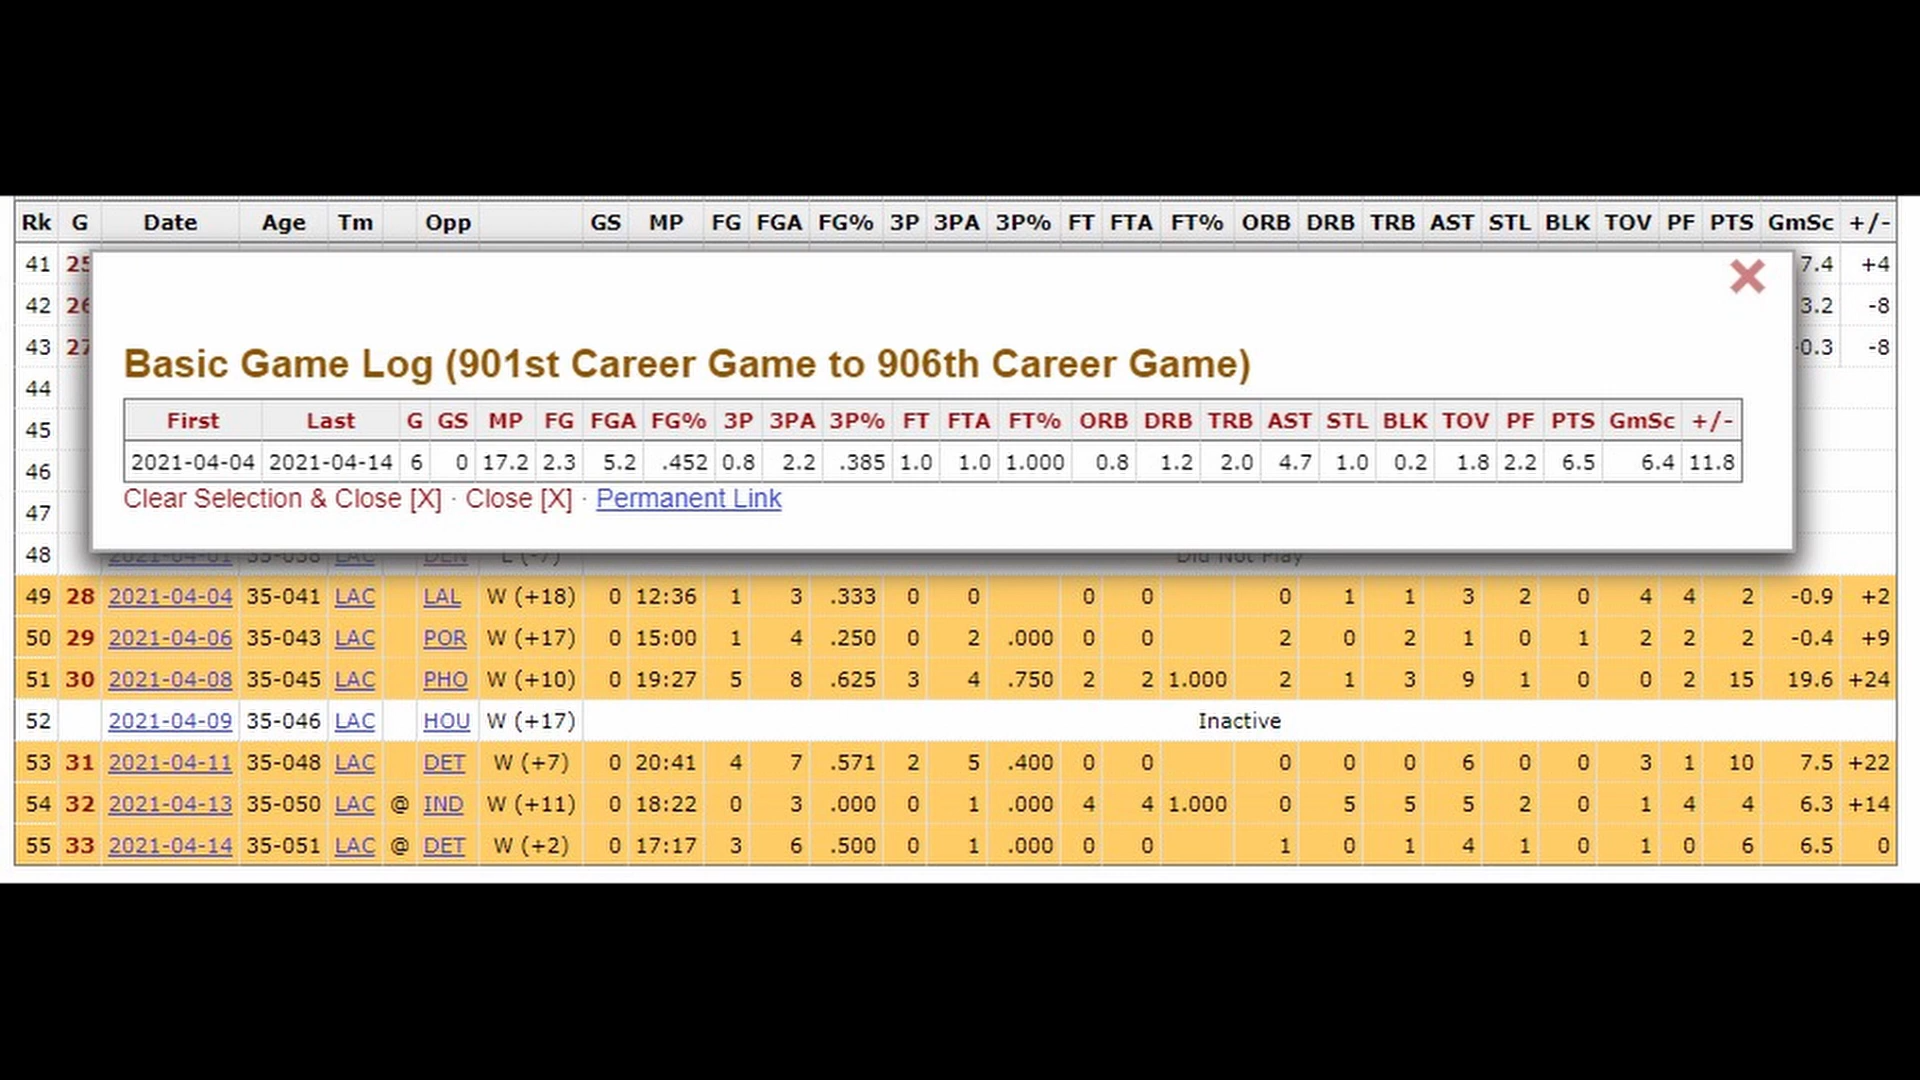 Rk G Date Age Tm Opp GS MP FG FGA FG% 3P 3PA 3P% FT FTA FT% ORB DRB TRB AST STL BLK TOV PF PTS GmSc +/-
41 25 7.4 +4
42 26 3.2 -8
43 27 -0.3 -8
Basic Game Log (901st Career Game to 906th Career Game)
44
First Last G GS MP FG FGA FG% 3P 3PA 3P% FT FTA FT% ORB DRB TRB AST STL BLK TOV PF PTS GmSc +/-
45
2021-04-04 2021-04-14 6 0 17.2 2.3 5.2 .452 0.8 2.2 .385 1.0 1.0 1.000 0.8 1.2 2.0 4.7 1.0 0.2 1.8 2.2 6.5 6.4 11.8
46
Clear Selection & Close [X] · Close [X] · Permanent Link
47
48 2021-04-01 35-038 LAC DEN L (-7) Did Not Play
49 28 2021-04-04 35-041 LAC LAL W (+18) 0 12:36 1 3 .333 0 0 0 0 0 1 1 3 2 0 4 4 2 -0.9 +2
50 29 2021-04-06 35-043 LAC POR W (+17) 0 15:00 1 4 .250 0 2 .000 0 0 2 0 2 1 0 1 2 2 2 -0.4 +9
51 30 2021-04-08 35-045 LAC PHO W (+10) 0 19:27 5 8 .625 3 4 .750 2 2 1.000 2 1 3 9 1 0 0 2 15 19.6 +24
52 2021-04-09 35-046 LAC HOU W (+17) Inactive
53 31 2021-04-11 35-048 LAC DET W (+7) 0 20:41 4 7 .571 2 5 .400 0 0 0 0 0 6 0 0 3 1 10 7.5 +22
54 32 2021-04-13 35-050 LAC @ IND W (+11) 0 18:22 0 3 .000 0 1 .000 4 4 1.000 0 5 5 5 2 0 1 4 4 6.3 +14
55 33 2021-04-14 35-051 LAC @ DET W (+2) 0 17:17 3 6 .500 0 1 .000 0 0 1 0 1 4 1 0 1 0 6 6.5 0